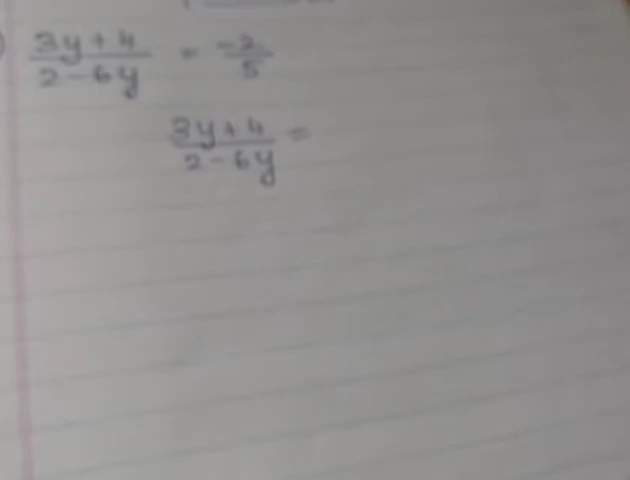 ) (3y + 4)/(2 - 6y) = -2/5
(3y + 4)/(2 - 6y) =